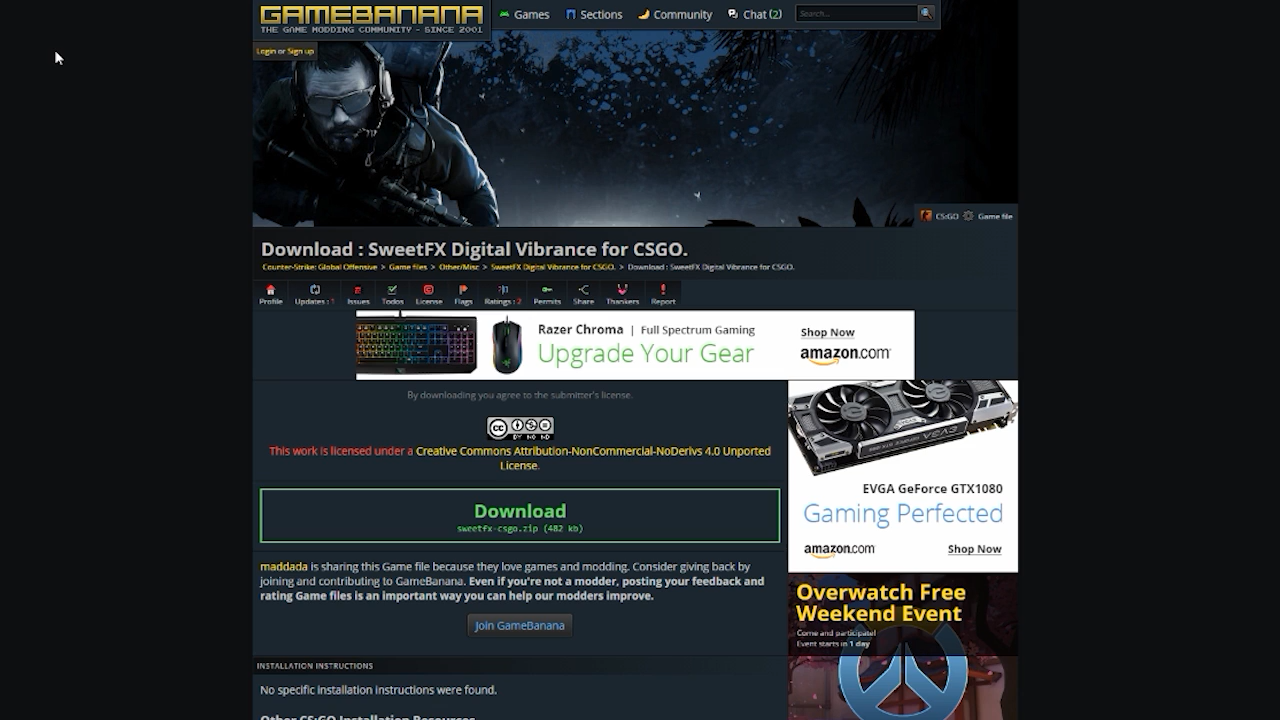 GAMEBANANA
THE GAME MODDING COMMUNITY - SINCE 2001
Games
Sections
Community
Chat (2)
Search...
Login or Sign up
CS:GO
Game file
Download : SweetFX Digital Vibrance for CSGO.
Counter-Strike: Global Offensive > Game files > Other/Misc > SweetFX Digital Vibrance for CSGO. > Download : SweetFX Digital Vibrance for CSGO.
Profile
Updates : 1
Issues
Todos
License
Flags
Ratings : 2
Permits
Share
Thankers
Report
Razer Chroma | Full Spectrum Gaming
Upgrade Your Gear
Shop Now
amazon.com
By downloading you agree to the submitter's license.
CC
BY NC ND
This work is licensed under a Creative Commons Attribution-NonCommercial-NoDerivs 4.0 Unported
License.
Download
sweetfx-csgo.zip (482 kb)
maddada is sharing this Game file because they love games and modding. Consider giving back by
joining and contributing to GameBanana. Even if you're not a modder, posting your feedback and
rating Game files is an important way you can help our modders improve.
Join GameBanana
INSTALLATION INSTRUCTIONS
No specific installation instructions were found.
Other CS:GO Installation Resources
EVGA
EVGA GeForce GTX1080
Gaming Perfected
amazon.com
Shop Now
Overwatch Free
Weekend Event
Come and participate!
Event starts in 1 day